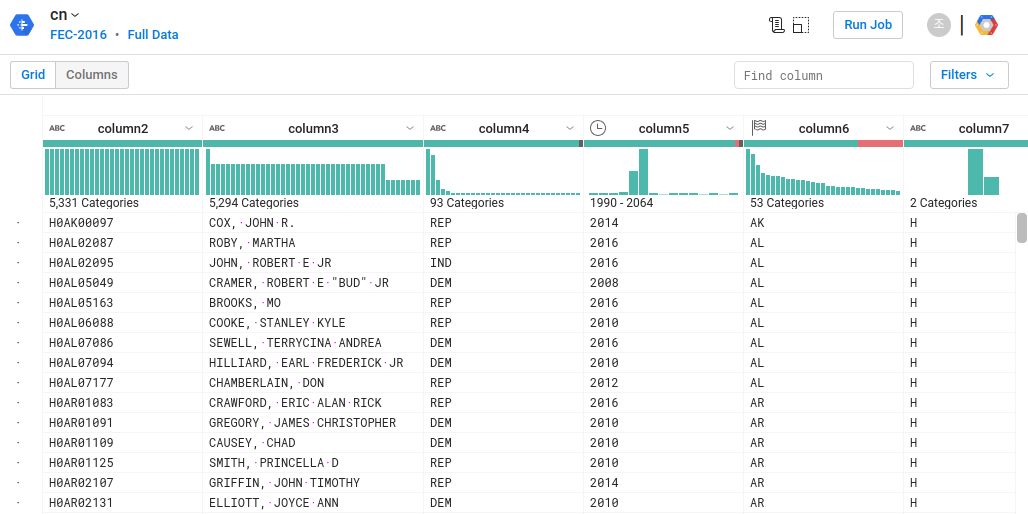 cn
FEC-2016 • Full Data
조
Run Job
Grid Columns
Find column
Filters
ABC column2 ABC column3 ABC column4 column5 column6 ABC column7
5,331 Categories 5,294 Categories 93 Categories 1990 - 2064 53 Categories 2 Categories
H0AK00097 COX,·JOHN·R. REP 2014 AK H
H0AL02087 ROBY,·MARTHA REP 2016 AL H
H0AL02095 JOHN,·ROBERT·E·JR IND 2016 AL H
H0AL05049 CRAMER,·ROBERT·E·"BUD"·JR DEM 2008 AL H
H0AL05163 BROOKS,·MO REP 2016 AL H
H0AL06088 COOKE,·STANLEY·KYLE REP 2010 AL H
H0AL07086 SEWELL,·TERRYCINA·ANDREA DEM 2016 AL H
H0AL07094 HILLIARD,·EARL·FREDERICK·JR DEM 2010 AL H
H0AL07177 CHAMBERLAIN,·DON REP 2012 AL H
H0AR01083 CRAWFORD,·ERIC·ALAN·RICK REP 2016 AR H
H0AR01091 GREGORY,·JAMES·CHRISTOPHER DEM 2010 AR H
H0AR01109 CAUSEY,·CHAD DEM 2010 AR H
H0AR01125 SMITH,·PRINCELLA·D REP 2010 AR H
H0AR02107 GRIFFIN,·JOHN·TIMOTHY REP 2014 AR H
H0AR02131 ELLIOTT,·JOYCE·ANN DEM 2010 AR H